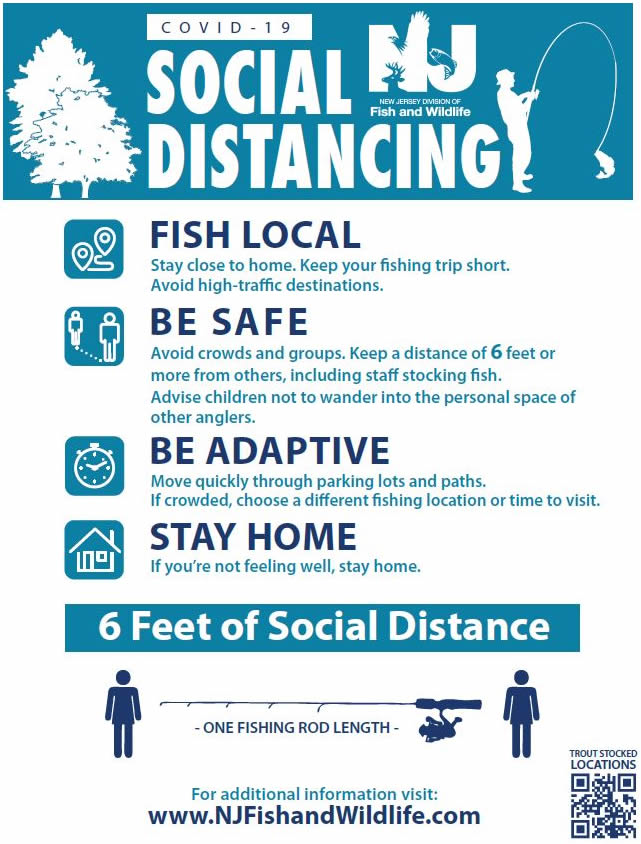 COVID-19
SOCIAL
DISTANCING
NJ
NEW JERSEY DIVISION OF
Fish and Wildlife
FISH LOCAL
Stay close to home. Keep your fishing trip short.
Avoid high-traffic destinations.
BE SAFE
Avoid crowds and groups. Keep a distance of 6 feet or
more from others, including staff stocking fish.
Advise children not to wander into the personal space of
other anglers.
BE ADAPTIVE
Move quickly through parking lots and paths.
If crowded, choose a different fishing location or time to visit.
STAY HOME
If you're not feeling well, stay home.
6 Feet of Social Distance
- ONE FISHING ROD LENGTH -
TROUT STOCKED
LOCATIONS
For additional information visit:
www.NJFishandWildlife.com